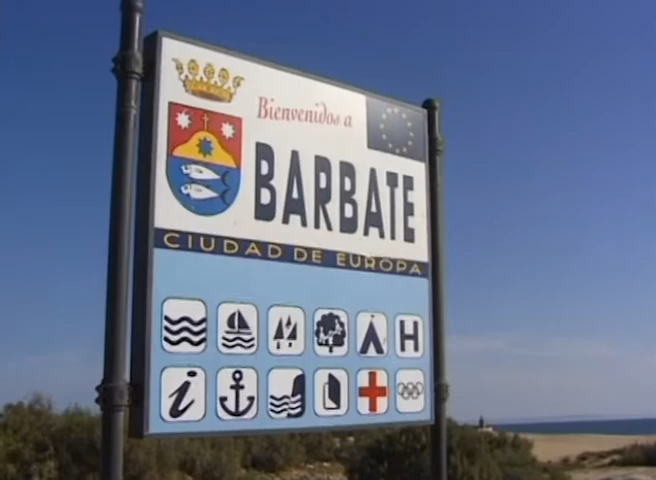 Bienvenidos a
BARBATE
CIUDAD DE EUROPA
H
i